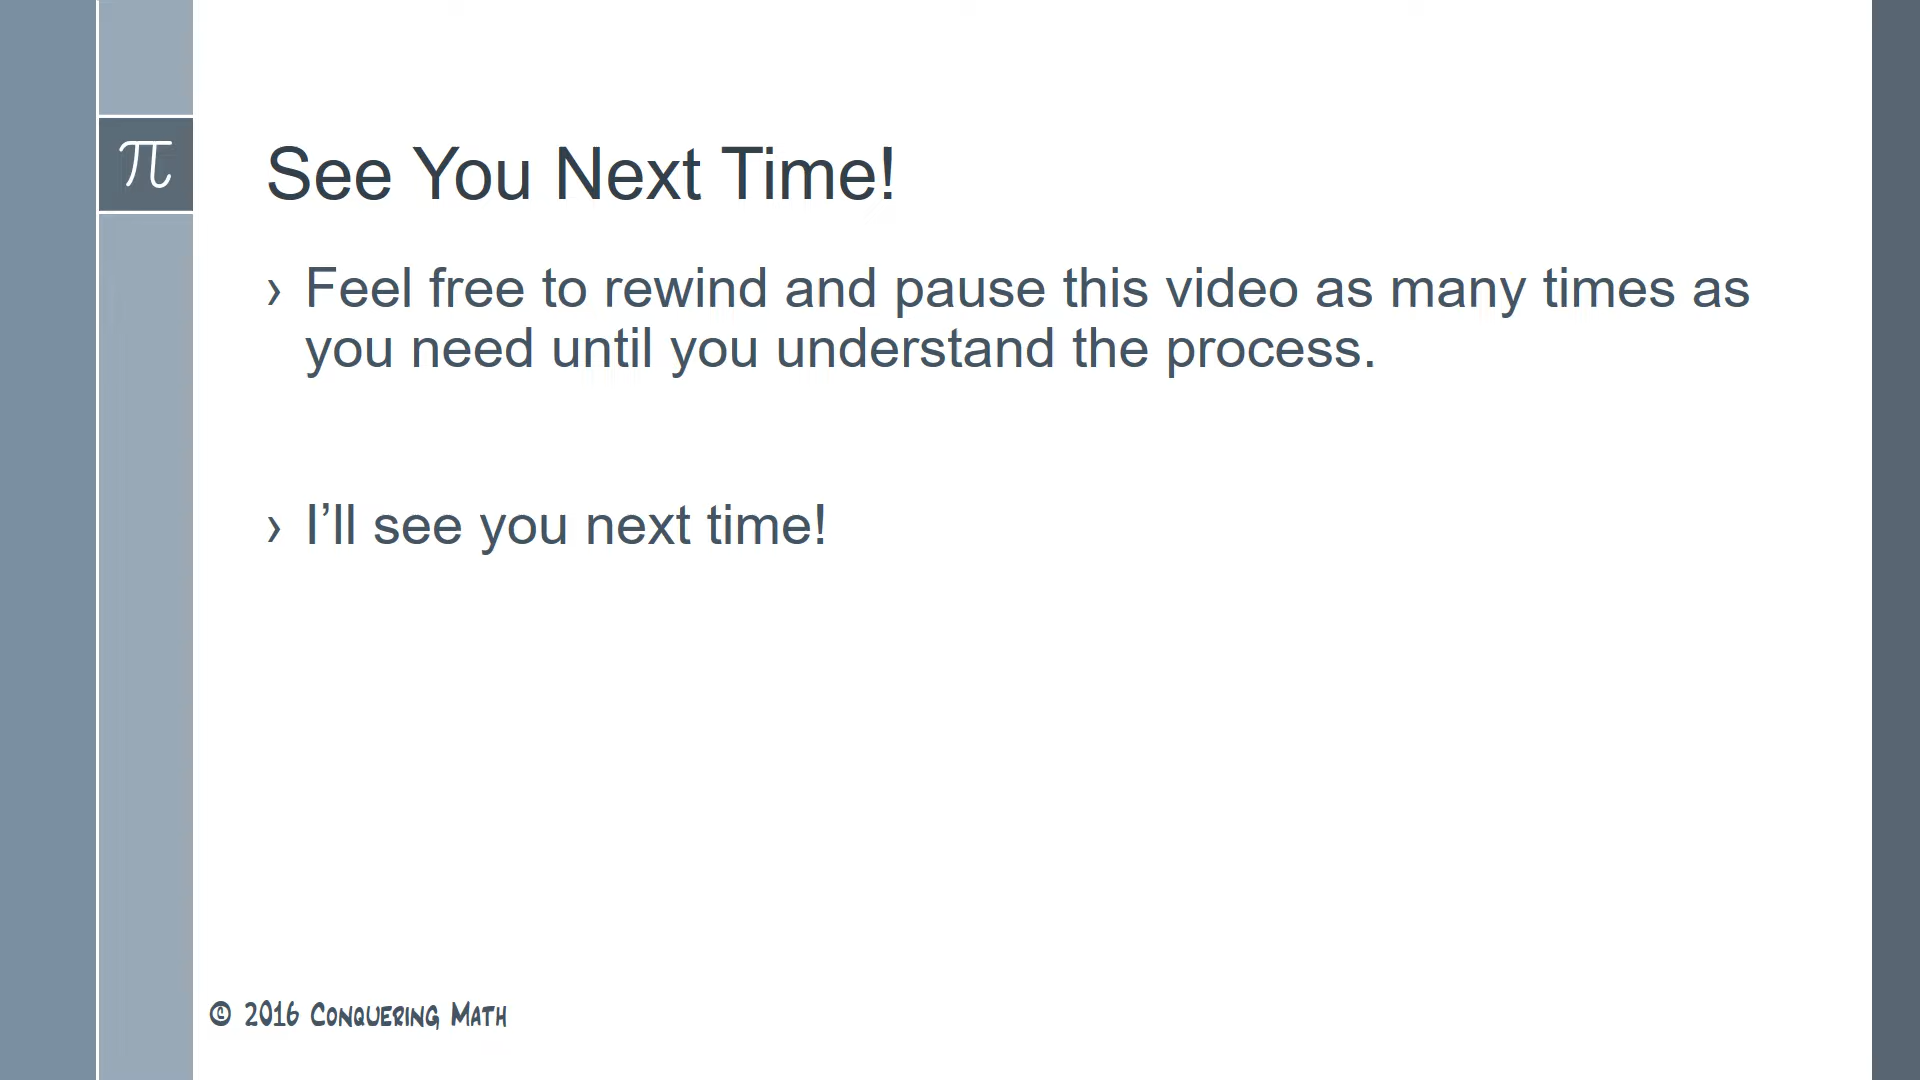 π
See You Next Time!
› Feel free to rewind and pause this video as many times as
you need until you understand the process.
› I’ll see you next time!
© 2016 Conquering Math